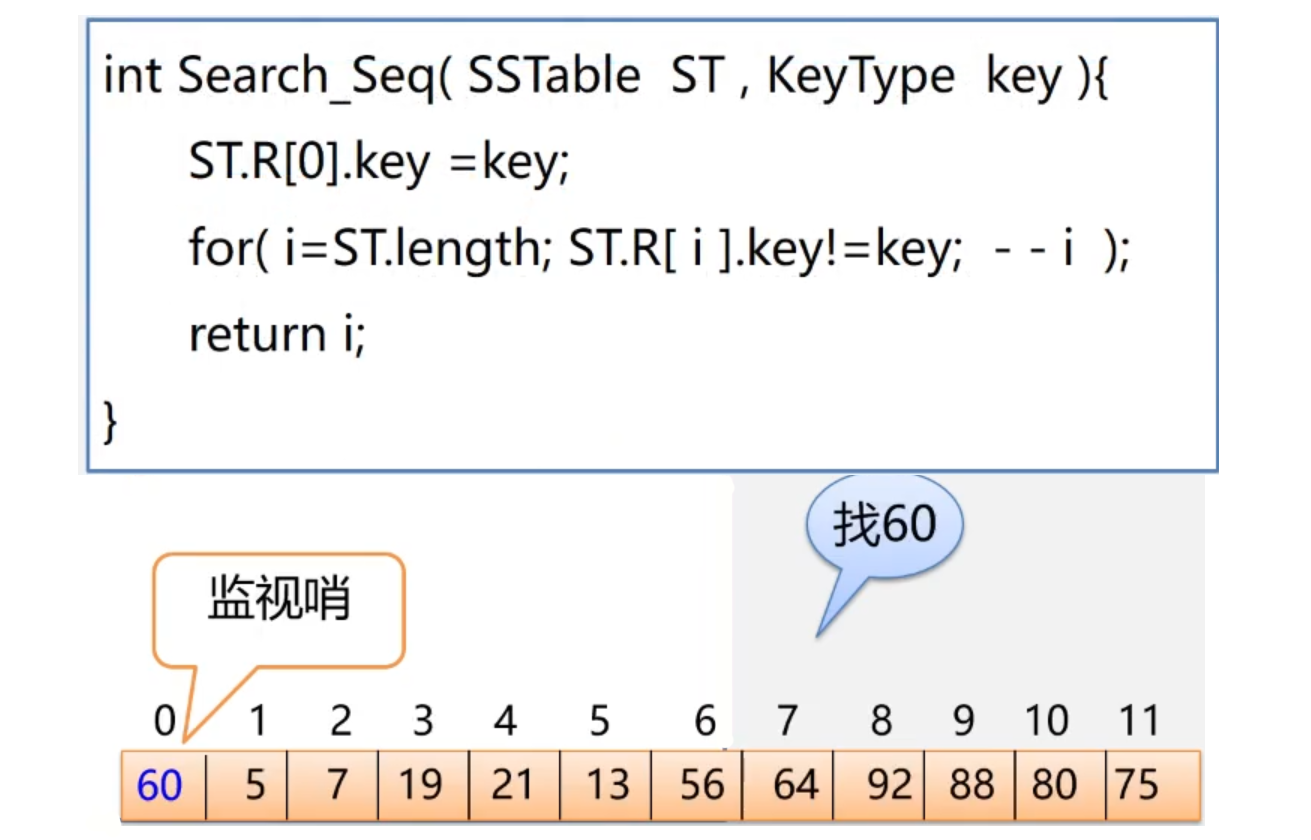 int Search_Seq( SSTable ST , KeyType key ){
ST.R[0].key =key;
for( i=ST.length; ST.R[ i ].key!=key; - - i );
return i;
}
找60
监视哨
0 1 2 3 4 5 6 7 8 9 10 11
60 5 7 19 21 13 56 64 92 88 80 75